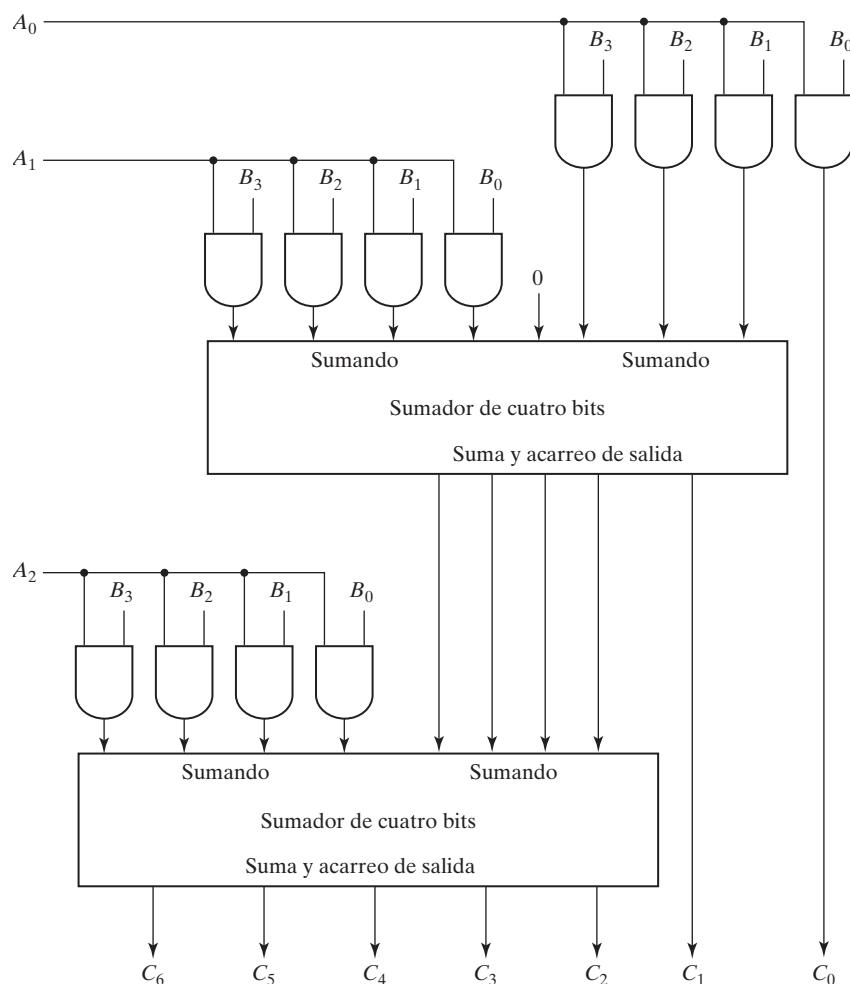 A₀
B₃ B₂ B₁ B₀
A₁
B₃ B₂ B₁ B₀
0
Sumando Sumando
Sumador de cuatro bits
Suma y acarreo de salida
A₂
B₃ B₂ B₁ B₀
Sumando Sumando
Sumador de cuatro bits
Suma y acarreo de salida
C₆ C₅ C₄ C₃ C₂ C₁ C₀